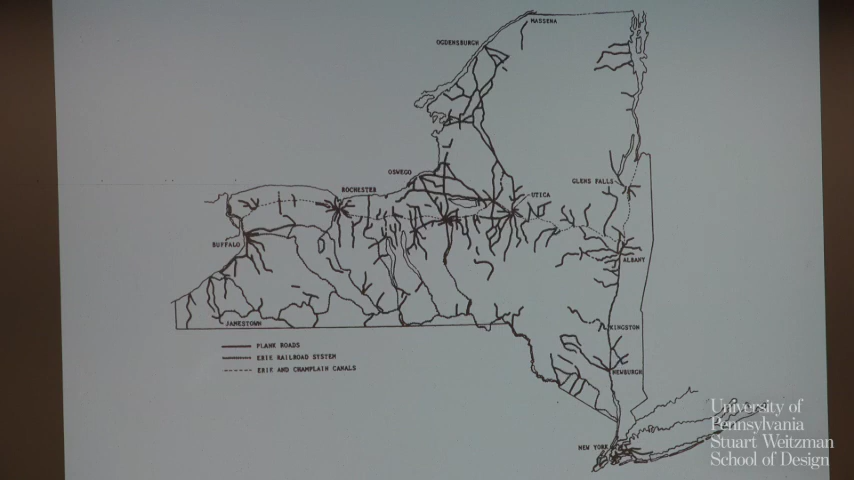 MASSENA
OGDENSBURGH
OSWEGO
ROCHESTER
UTICA
GLENS FALLS
BUFFALO
ALBANY
JAMESTOWN
KINGSTON
NEWBURGH
NEW YORK
PLANK ROADS
ERIE RAILROAD SYSTEM
ERIE AND CHAMPLAIN CANALS
University of
Pennsylvania
Stuart Weitzman
School of Design